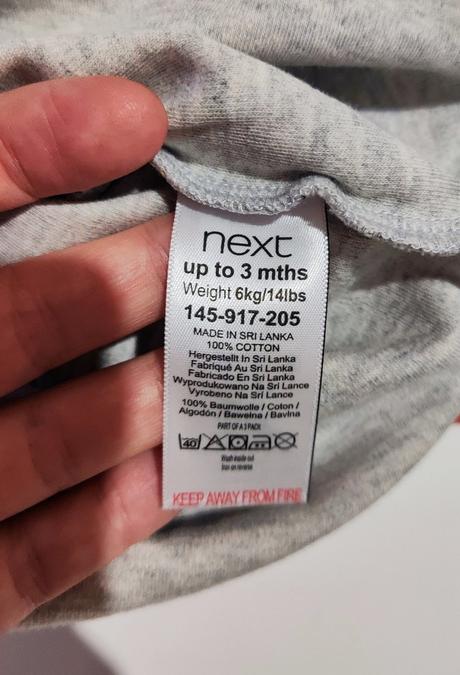 next
up to 3 mths
Weight 6kg/14lbs
145-917-205
MADE IN SRI LANKA
100% COTTON
Hergestellt In Sri Lanka
Fabriqué Au Sri Lanka
Fabricado En Sri Lanka
Wyprodukowano Na Sri Lance
Vyrobeno Na Sri Lance
100% Baumwolle / Coton /
Algodón / Bawełna / Bavlna
PART OF A 3 PACK
40
Wash inside out
Iron on reverse
KEEP AWAY FROM FIRE